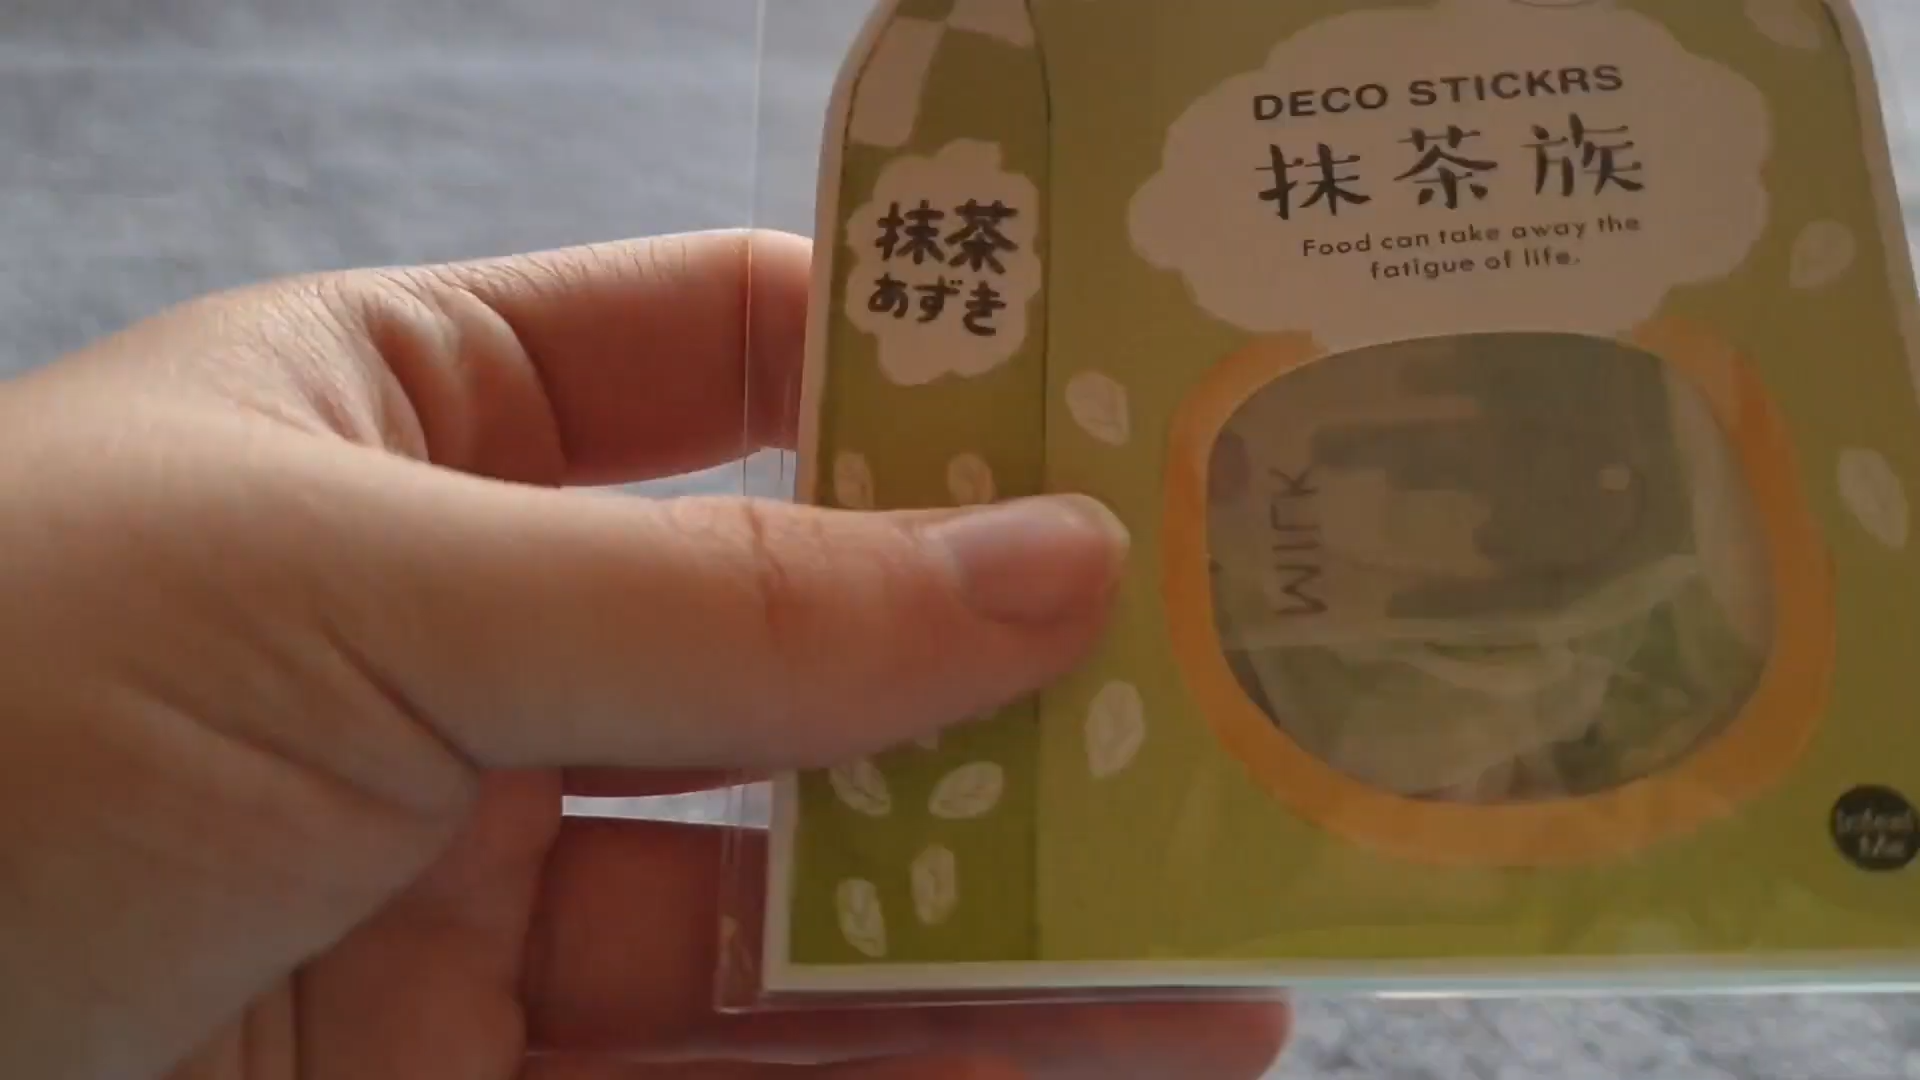 抹茶
あずき
DECO STICKRS
抹茶族
Food can take away the
fatigue of life.
MILK